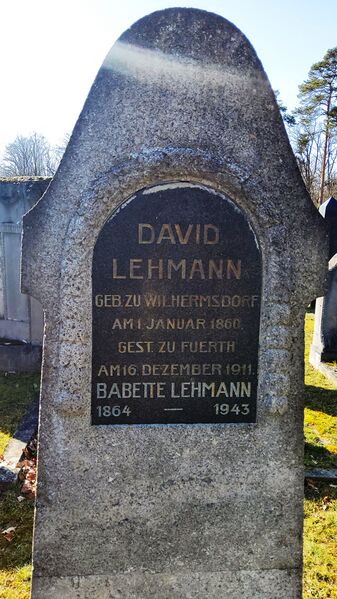 DAVID
LEHMANN
GEB. ZU WILHERMSDORF
AM 1. JANUAR 1860,
GEST. ZU FUERTH
AM 16. DEZEMBER 1911.
BABETTE LEHMANN
1864 — 1943